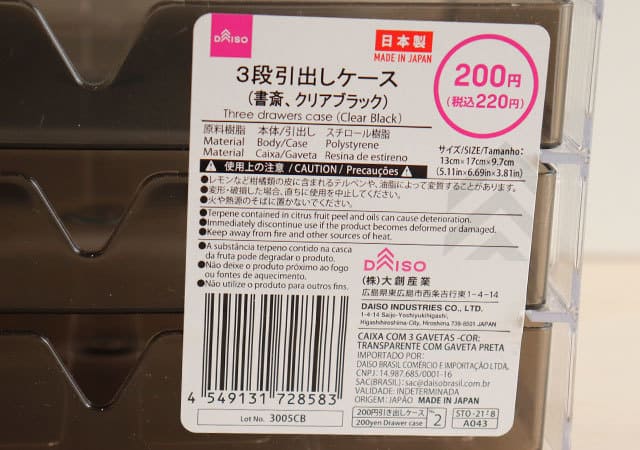 DAISO
日本製
MADE IN JAPAN
200円
(税込220円)
3段引出しケース
(書斎、クリアブラック)
Three drawers case (Clear Black)
原料樹脂 本体/引出し スチロール樹脂
Material Body/Case Polystyrene
Material Caixa/Gaveta Resina de estireno
サイズ/SIZE/Tamanho:
13cm×17cm×9.7cm
(5.11in×6.69in×3.81in)
使用上の注意 /CAUTION /Precauções
●レモンなど柑橘類の皮に含まれるテルペンや、油脂によって変質することがあります。
●変形・破損した場合、直ちに使用を中止してください。
●火や熱源のそばに置かないでください。
●Terpene contained in citrus fruit peel and oils can cause deterioration.
●Immediately discontinue use if the product becomes deformed or damaged.
●Keep away from fire and other sources of heat.
●A substância terpeno contido na casca
da fruta pode degradar o produto.
●Não deixe o produto próximo ao fogo
ou fontes de aquecimento.
●Não utilize o produto para outros fins.
DAISO
(株)大創産業
広島県東広島市西条吉行東1-4-14
DAISO INDUSTRIES CO., LTD.
1-4-14 Saijo-Yoshiyukihigashi,
Higashihiroshima-City, Hiroshima 739-8501 JAPAN
CAIXA COM 3 GAVETAS -COR:
TRANSPARENTE COM GAVETA PRETA
IMPORTADO POR:
DAISO BRASIL COMÉRCIO E IMPORTAÇÃO LTDA,
CNPJ: 14.987.685/0001-16
SAC(BRASIL): sac@daisobrasil.com.br
VALIDADE: INDETERMINADA
ORIGEM: JAPÃO MADE IN JAPAN
4 549131 728583
Lot No. 3005CB
200円引き出しケース
200yen Drawer case
No 2
STO-21-8
A043